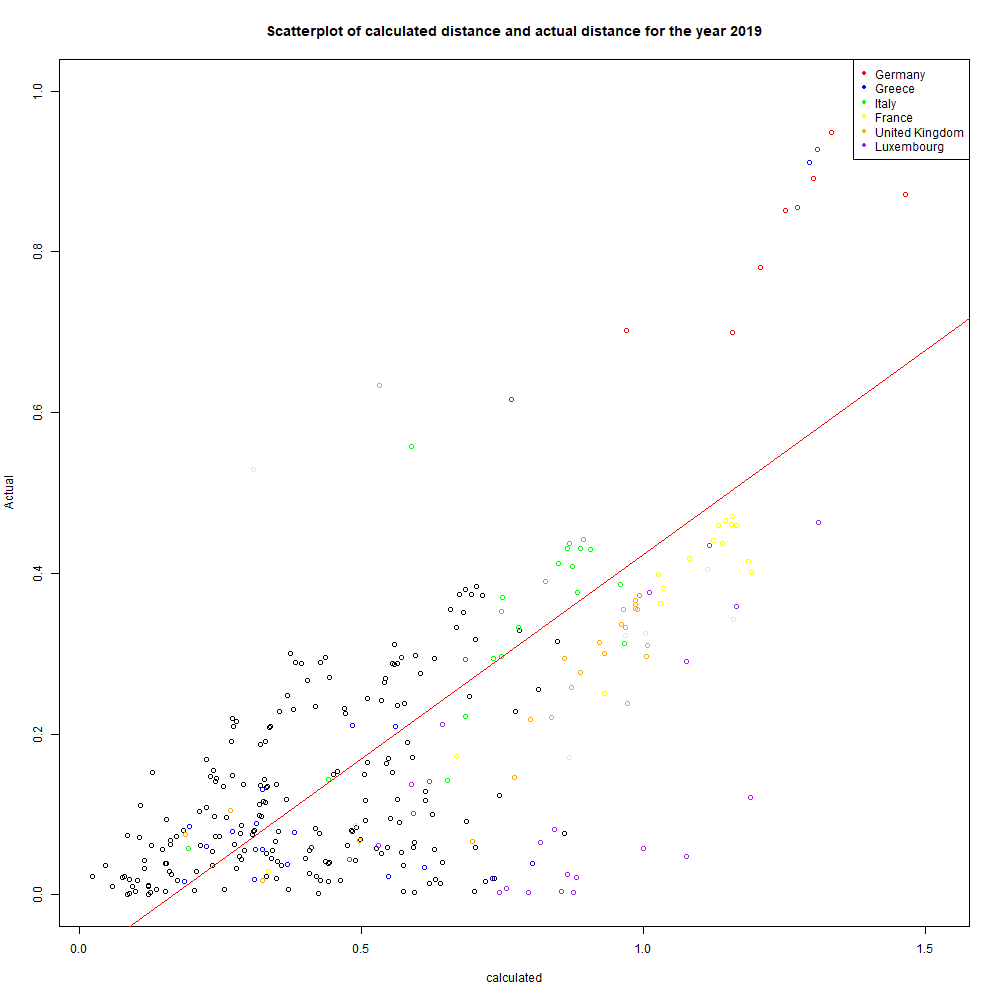 Scatterplot of calculated distance and actual distance for the year 2019
Germany
Greece
Italy
France
United Kingdom
Luxembourg
1.0
0.8
0.6
0.4
0.2
0.0
Actual
0.0 0.5 1.0 1.5
calculated